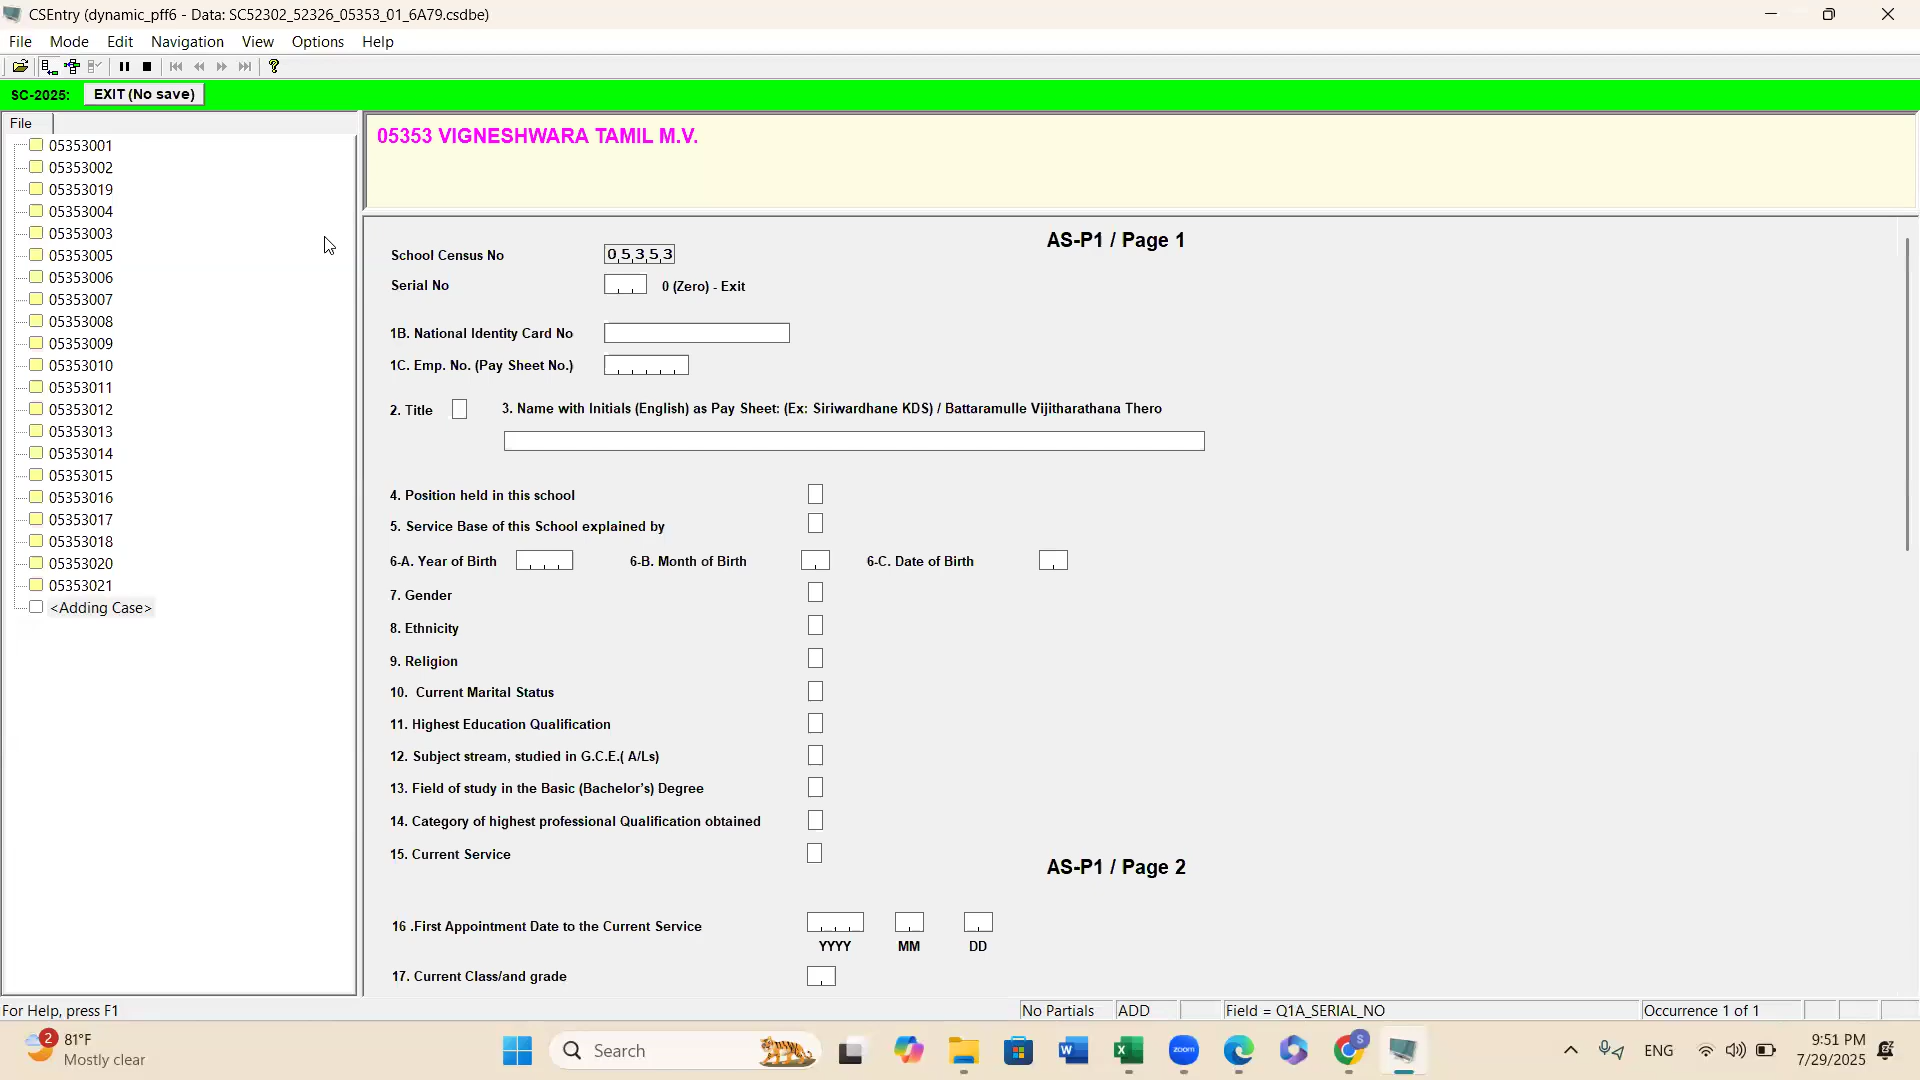 CSEntry (dynamic_pff6 - Data: SC52302_52326_05353_01_6A79.csdbe)
File Mode Edit Navigation View Options Help
SC-2025: EXIT (No save)
File
05353001
05353002
05353019
05353004
05353003
05353005
05353006
05353007
05353008
05353009
05353010
05353011
05353012
05353013
05353014
05353015
05353016
05353017
05353018
05353020
05353021
<Adding Case>
05353 VIGNESHWARA TAMIL M.V.
AS-P1 / Page 1
School Census No 05353
Serial No 0 (Zero) - Exit
1B. National Identity Card No
1C. Emp. No. (Pay Sheet No.)
2. Title 3. Name with Initials (English) as Pay Sheet: (Ex: Siriwardhane KDS) / Battaramulle Vijitharathana Thero
4. Position held in this school
5. Service Base of this School explained by
6-A. Year of Birth 6-B. Month of Birth 6-C. Date of Birth
7. Gender
8. Ethnicity
9. Religion
10. Current Marital Status
11. Highest Education Qualification
12. Subject stream, studied in G.C.E.( A/Ls)
13. Field of study in the Basic (Bachelor's) Degree
14. Category of highest professional Qualification obtained
15. Current Service
AS-P1 / Page 2
16 .First Appointment Date to the Current Service
YYYY MM DD
17. Current Class/and grade
For Help, press F1 No Partials ADD Field = Q1A_SERIAL_NO Occurrence 1 of 1
2 81°F
Mostly clear
Search
zoom
S
ENG
9:51 PM
7/29/2025